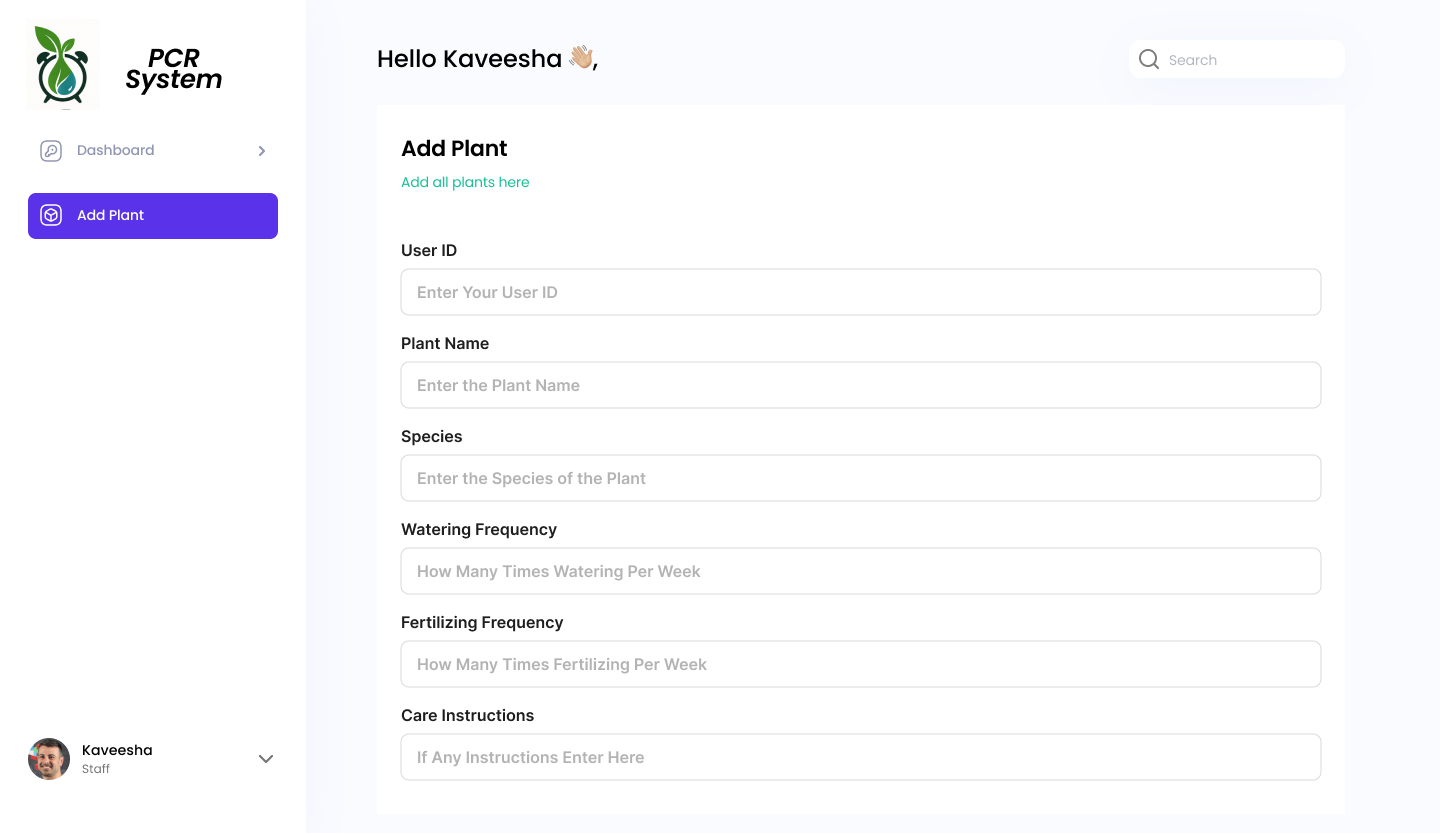 PCR
System
Dashboard
Add Plant
Kaveesha
Staff
Hello Kaveesha 👋🏼,
Search
Add Plant
Add all plants here
User ID
Enter Your User ID
Plant Name
Enter the Plant Name
Species
Enter the Species of the Plant
Watering Frequency
How Many Times Watering Per Week
Fertilizing Frequency
How Many Times Fertilizing Per Week
Care Instructions
If Any Instructions Enter Here